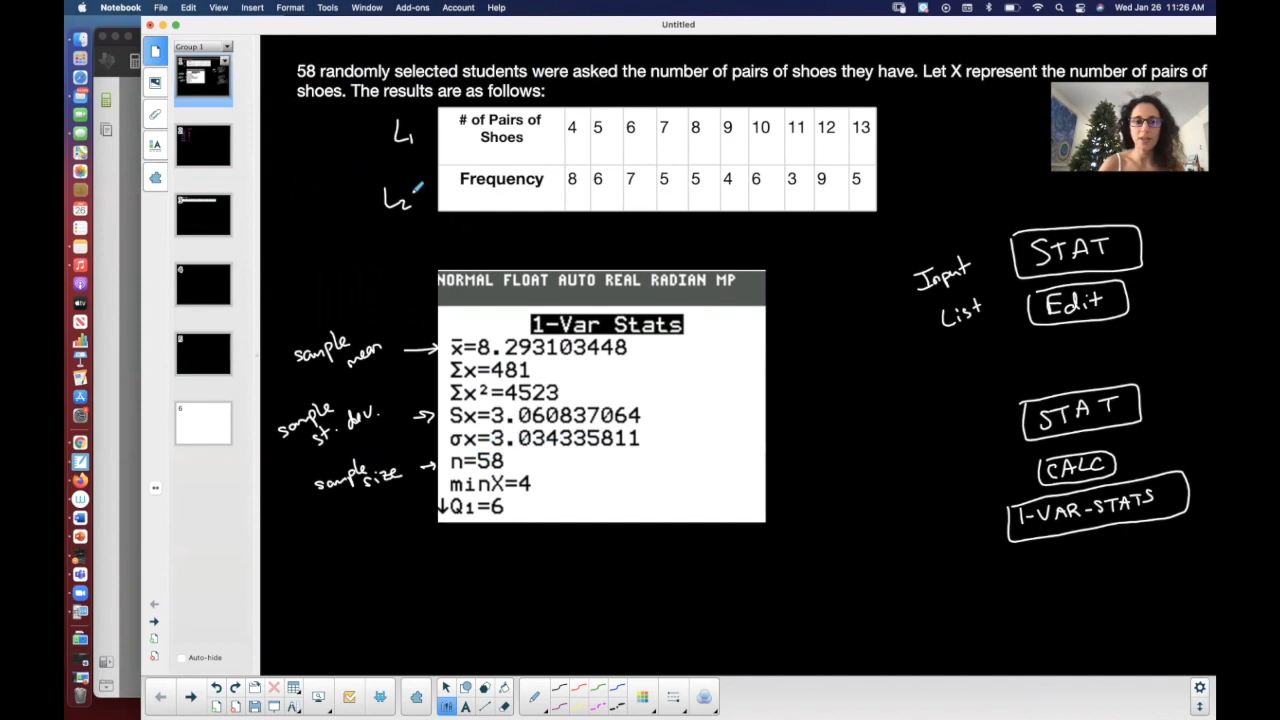 Notebook File Edit View Insert Format Tools Window Add-ons Account Help Wed Jan 26 11:26 AM
Untitled
Group 1
58 randomly selected students were asked the number of pairs of shoes they have. Let X represent the number of pairs of
shoes. The results are as follows:
L1
# of Pairs of
Shoes
4 5 6 7 8 9 10 11 12 13
L2
Frequency 8 6 7 5 5 4 6 3 9 5
NORMAL FLOAT AUTO REAL RADIAN MP
1-Var Stats
sample
mean
x̄=8.293103448
Σx=481
Σx²=4523
sample
st. dev.
Sx=3.060837064
σx=3.034335811
sample
size
n=58
minX=4
↓Q1=6
Input
List
STAT
Edit
STAT
CALC
1-VAR-STATS
Auto-hide